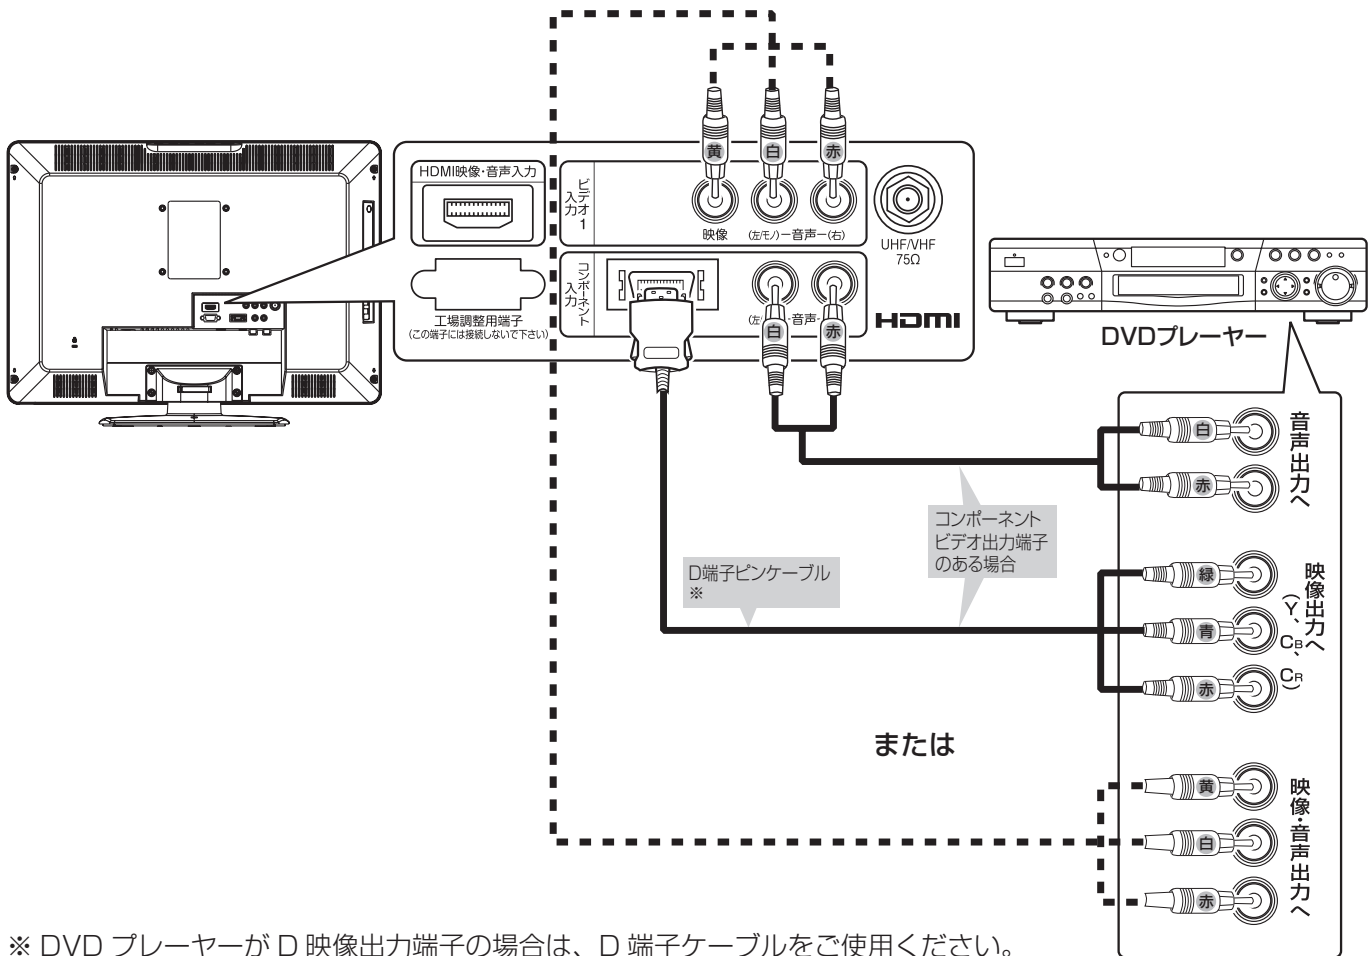 黄
白
赤
HDMI映像・音声入力
ビデオ
入力
1
映像
(左/モノ)ー音声ー(右)
UHF/VHF
75Ω
工場調整用端子
(この端子には接続しないで下さい)
コンポーネント
入力
音声
白
赤
HDMI
DVDプレーヤー
白
赤
音声出力へ
コンポーネント
ビデオ出力端子
のある場合
D端子ピンケーブル
※
緑
青
赤
映像出力へ
(Y、CB、CR)
または
黄
白
赤
映像・音声出力へ
※ DVD プレーヤーが D 映像出力端子の場合は、D 端子ケーブルをご使用ください。